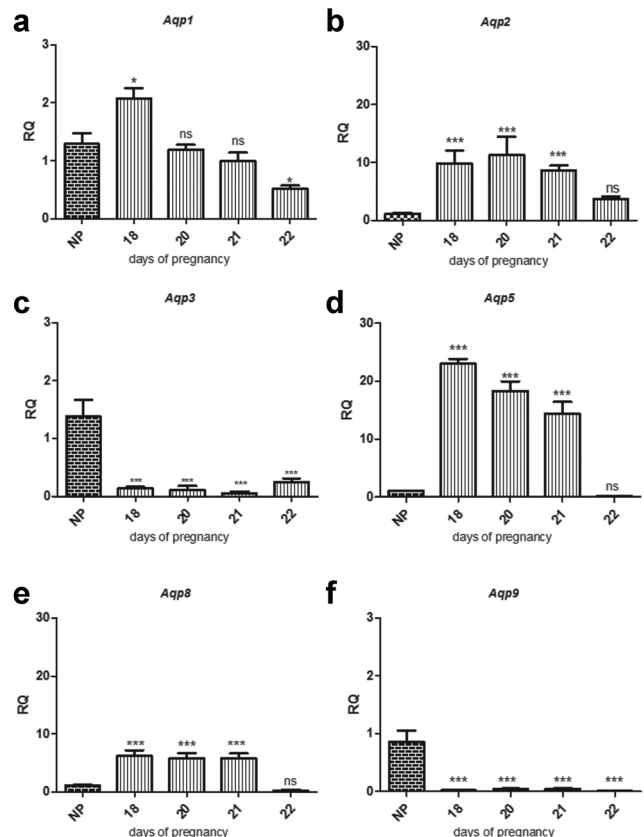 a
Aqp1
3
2
1
0
RQ
*
ns
ns
*
NP
18
20
21
22
days of pregnancy
b
Aqp2
30
20
10
0
RQ
***
***
***
ns
NP
18
20
21
22
days of pregnancy
c
Aqp3
3
2
1
0
RQ
***
***
***
***
NP
18
20
21
22
days of pregnancy
d
Aqp5
30
20
10
0
RQ
***
***
***
ns
NP
18
20
21
22
days of pregnancy
e
Aqp8
30
20
10
0
RQ
***
***
***
ns
NP
18
20
21
22
days of pregnancy
f
Aqp9
3
2
1
0
RQ
***
***
***
***
NP
18
20
21
22
days of pregnancy